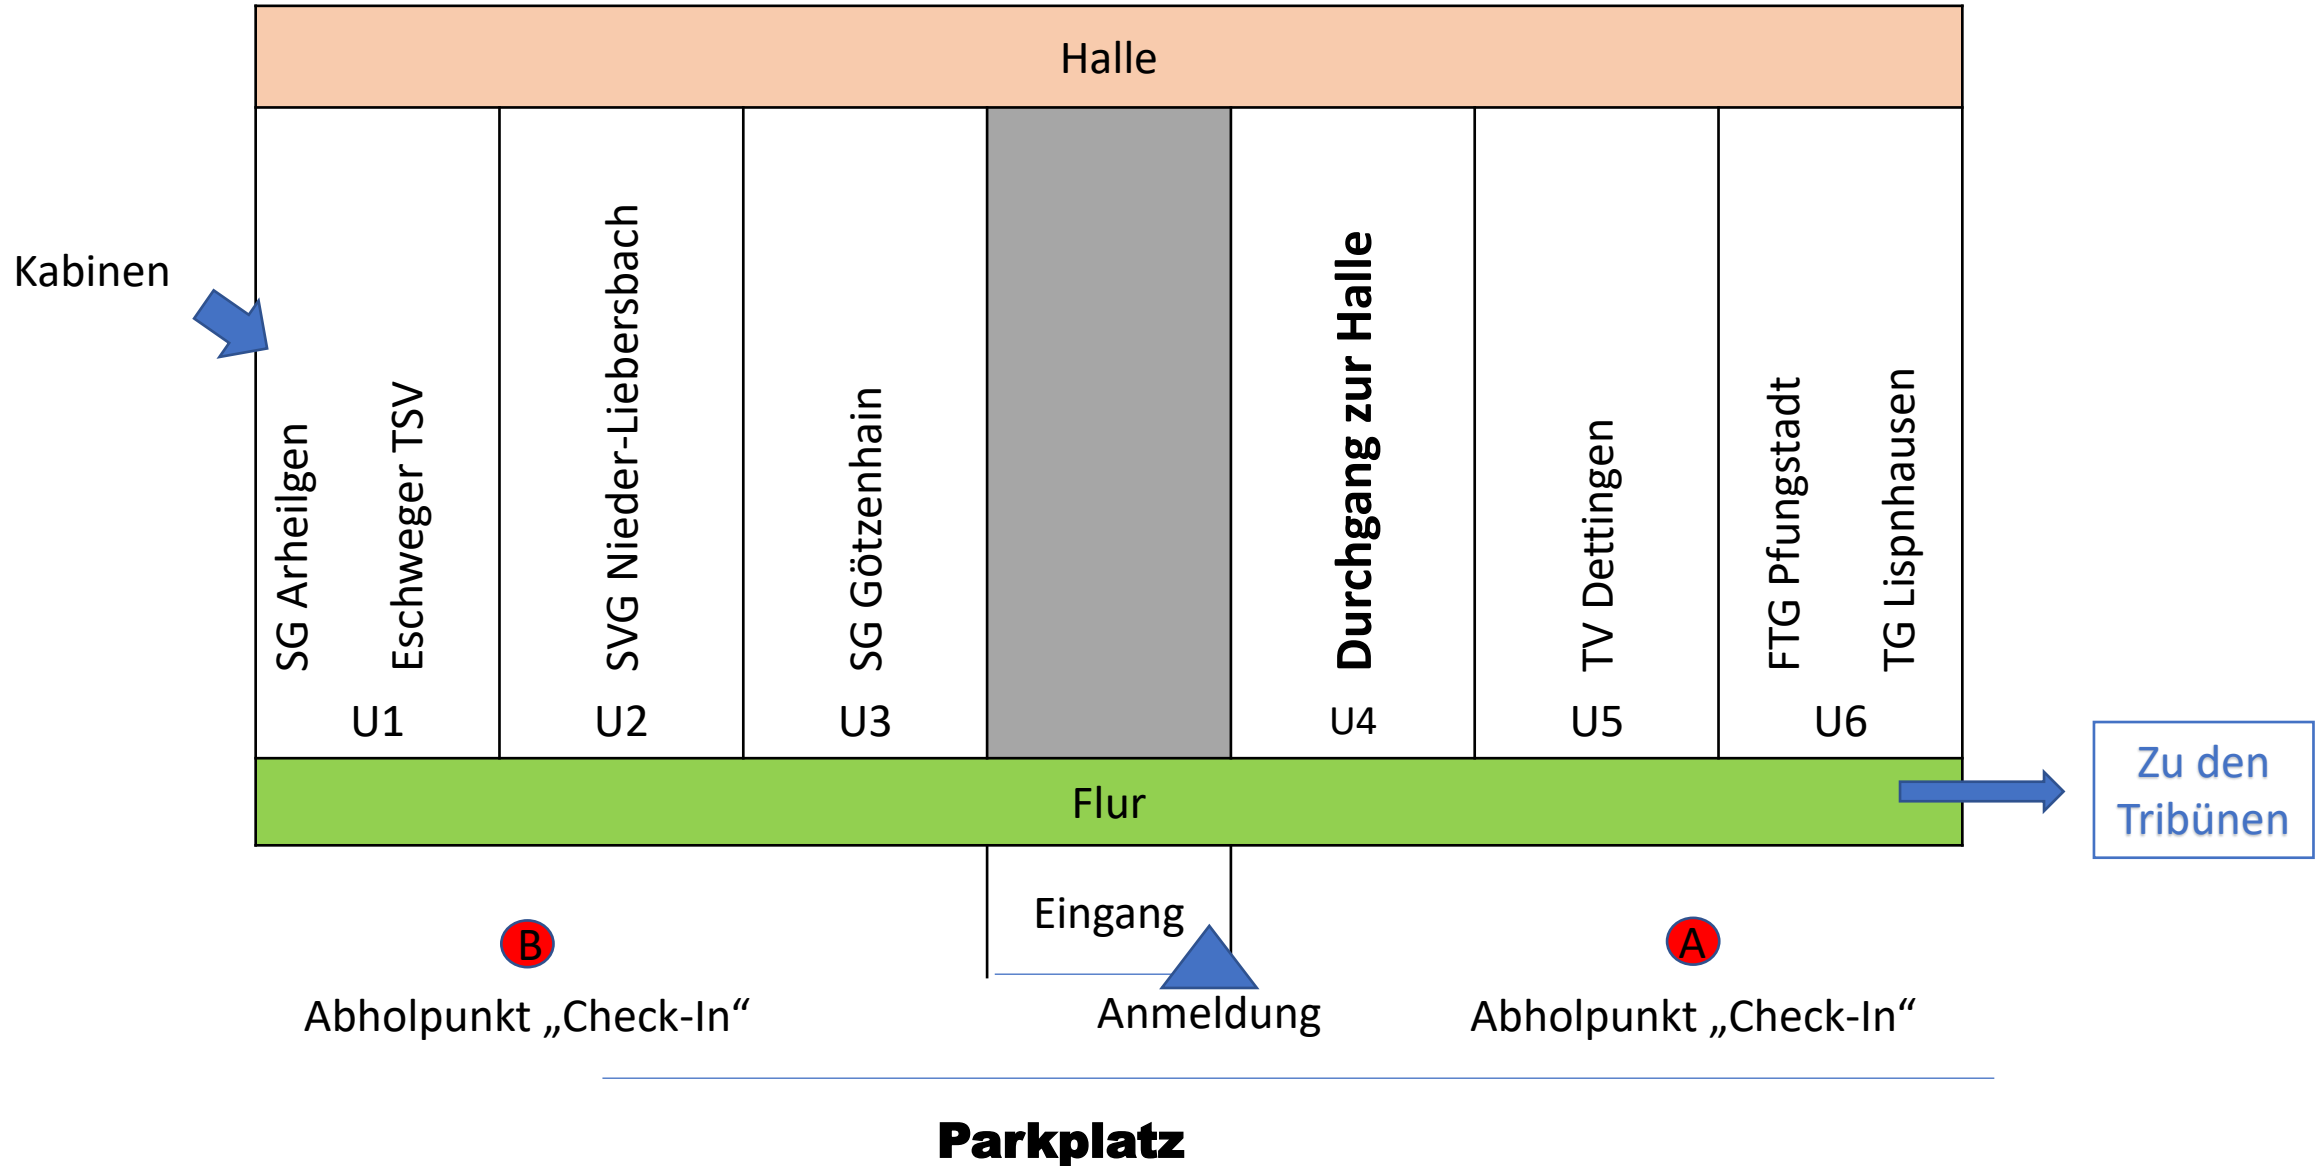 Halle
Kabinen
SG Arheilgen
Eschweger TSV
SVG Nieder-Liebersbach
SG Götzenhain
Durchgang zur Halle
TV Dettingen
FTG Pfungstadt
TG Lispnhausen
U1
U2
U3
U4
U5
U6
Zu den
Tribünen
Flur
Eingang
B
A
Abholpunkt „Check-In“
Anmeldung
Abholpunkt „Check-In“
Parkplatz